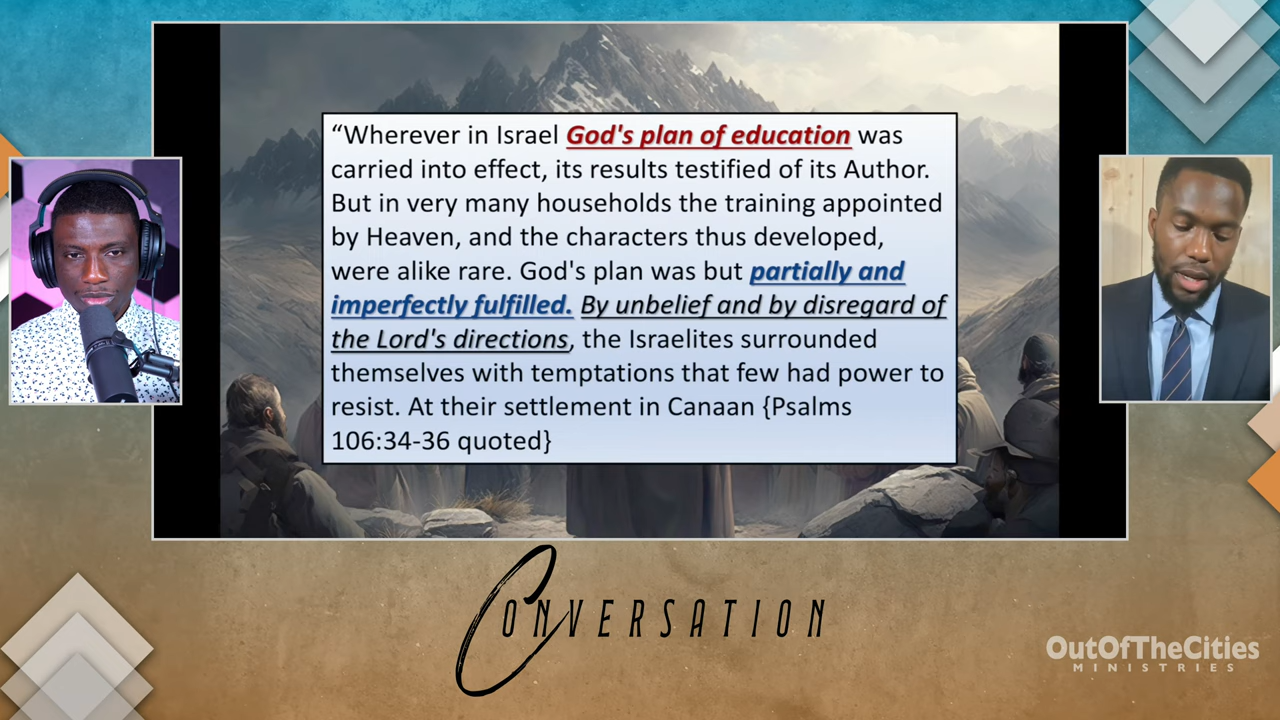 “Wherever in Israel God's plan of education was
carried into effect, its results testified of its Author.
But in very many households the training appointed
by Heaven, and the characters thus developed,
were alike rare. God's plan was but partially and
imperfectly fulfilled. By unbelief and by disregard of
the Lord's directions, the Israelites surrounded
themselves with temptations that few had power to
resist. At their settlement in Canaan {Psalms
106:34-36 quoted}
CONVERSATION
OutOfTheCities
MINISTRIES